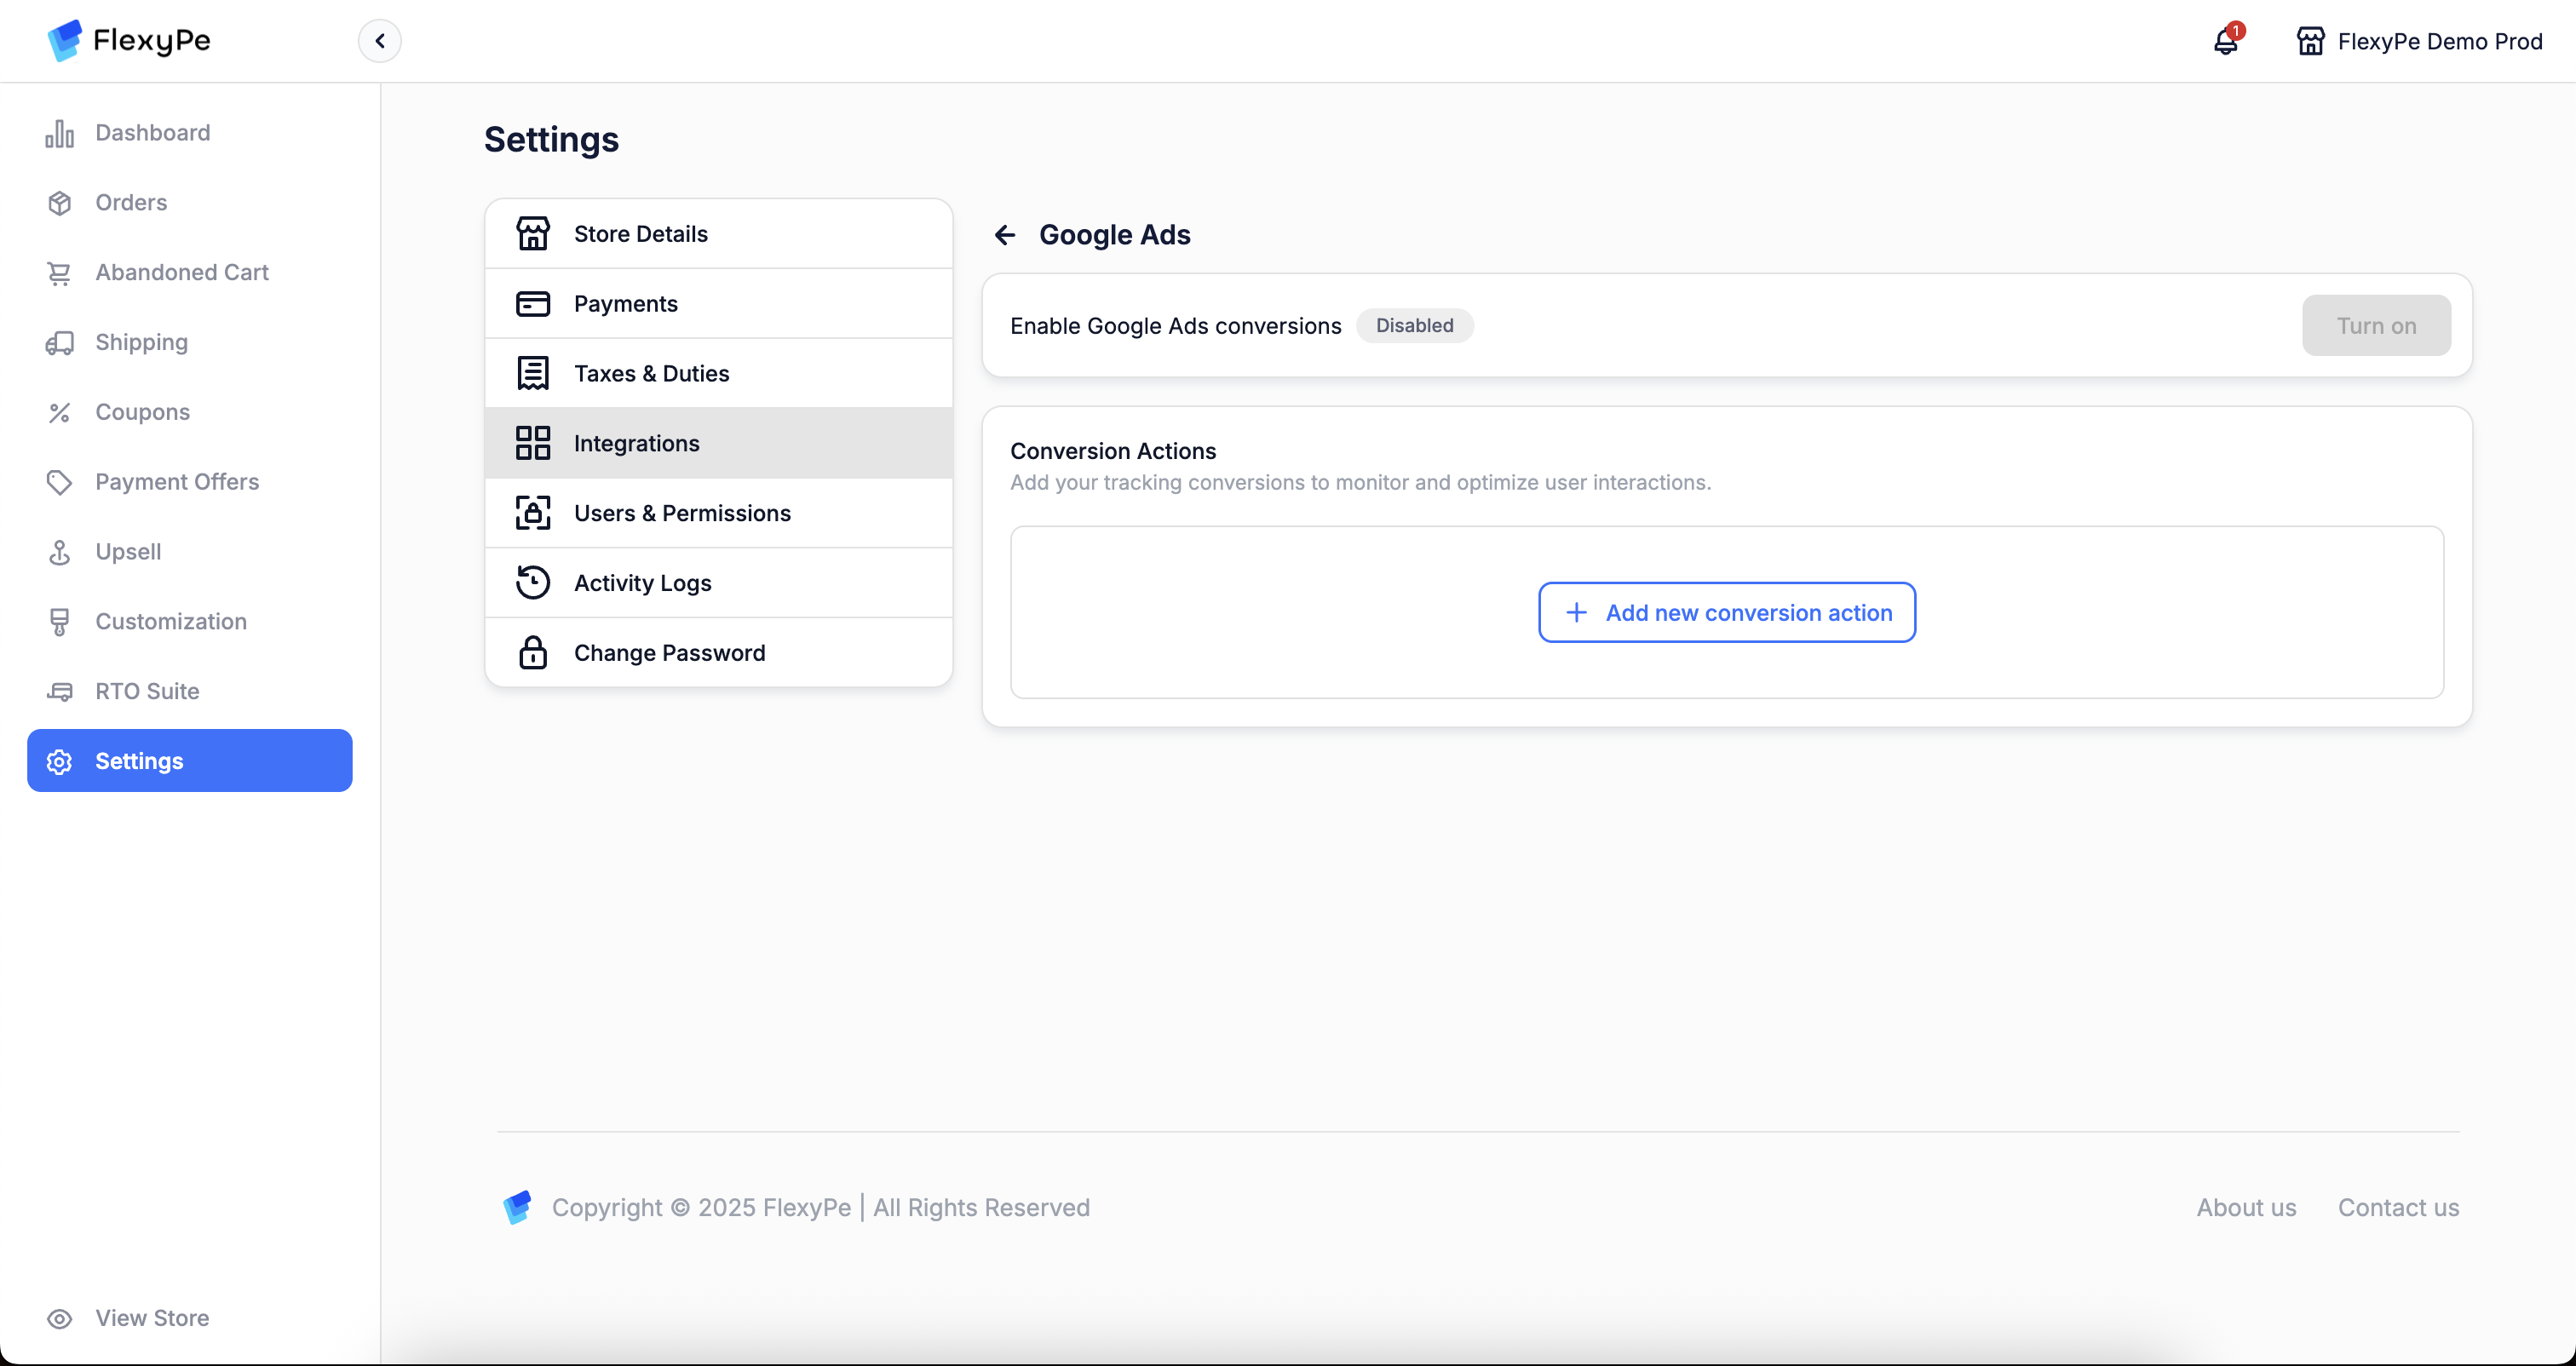 FlexyPe
1
FlexyPe Demo Prod
Dashboard
Orders
Abandoned Cart
Shipping
Coupons
Payment Offers
Upsell
Customization
RTO Suite
Settings
View Store
Settings
Store Details
Payments
Taxes & Duties
Integrations
Users & Permissions
Activity Logs
Change Password
Google Ads
Enable Google Ads conversions Disabled Turn on
Conversion Actions
Add your tracking conversions to monitor and optimize user interactions.
Add new conversion action
Copyright © 2025 FlexyPe | All Rights Reserved
About us Contact us